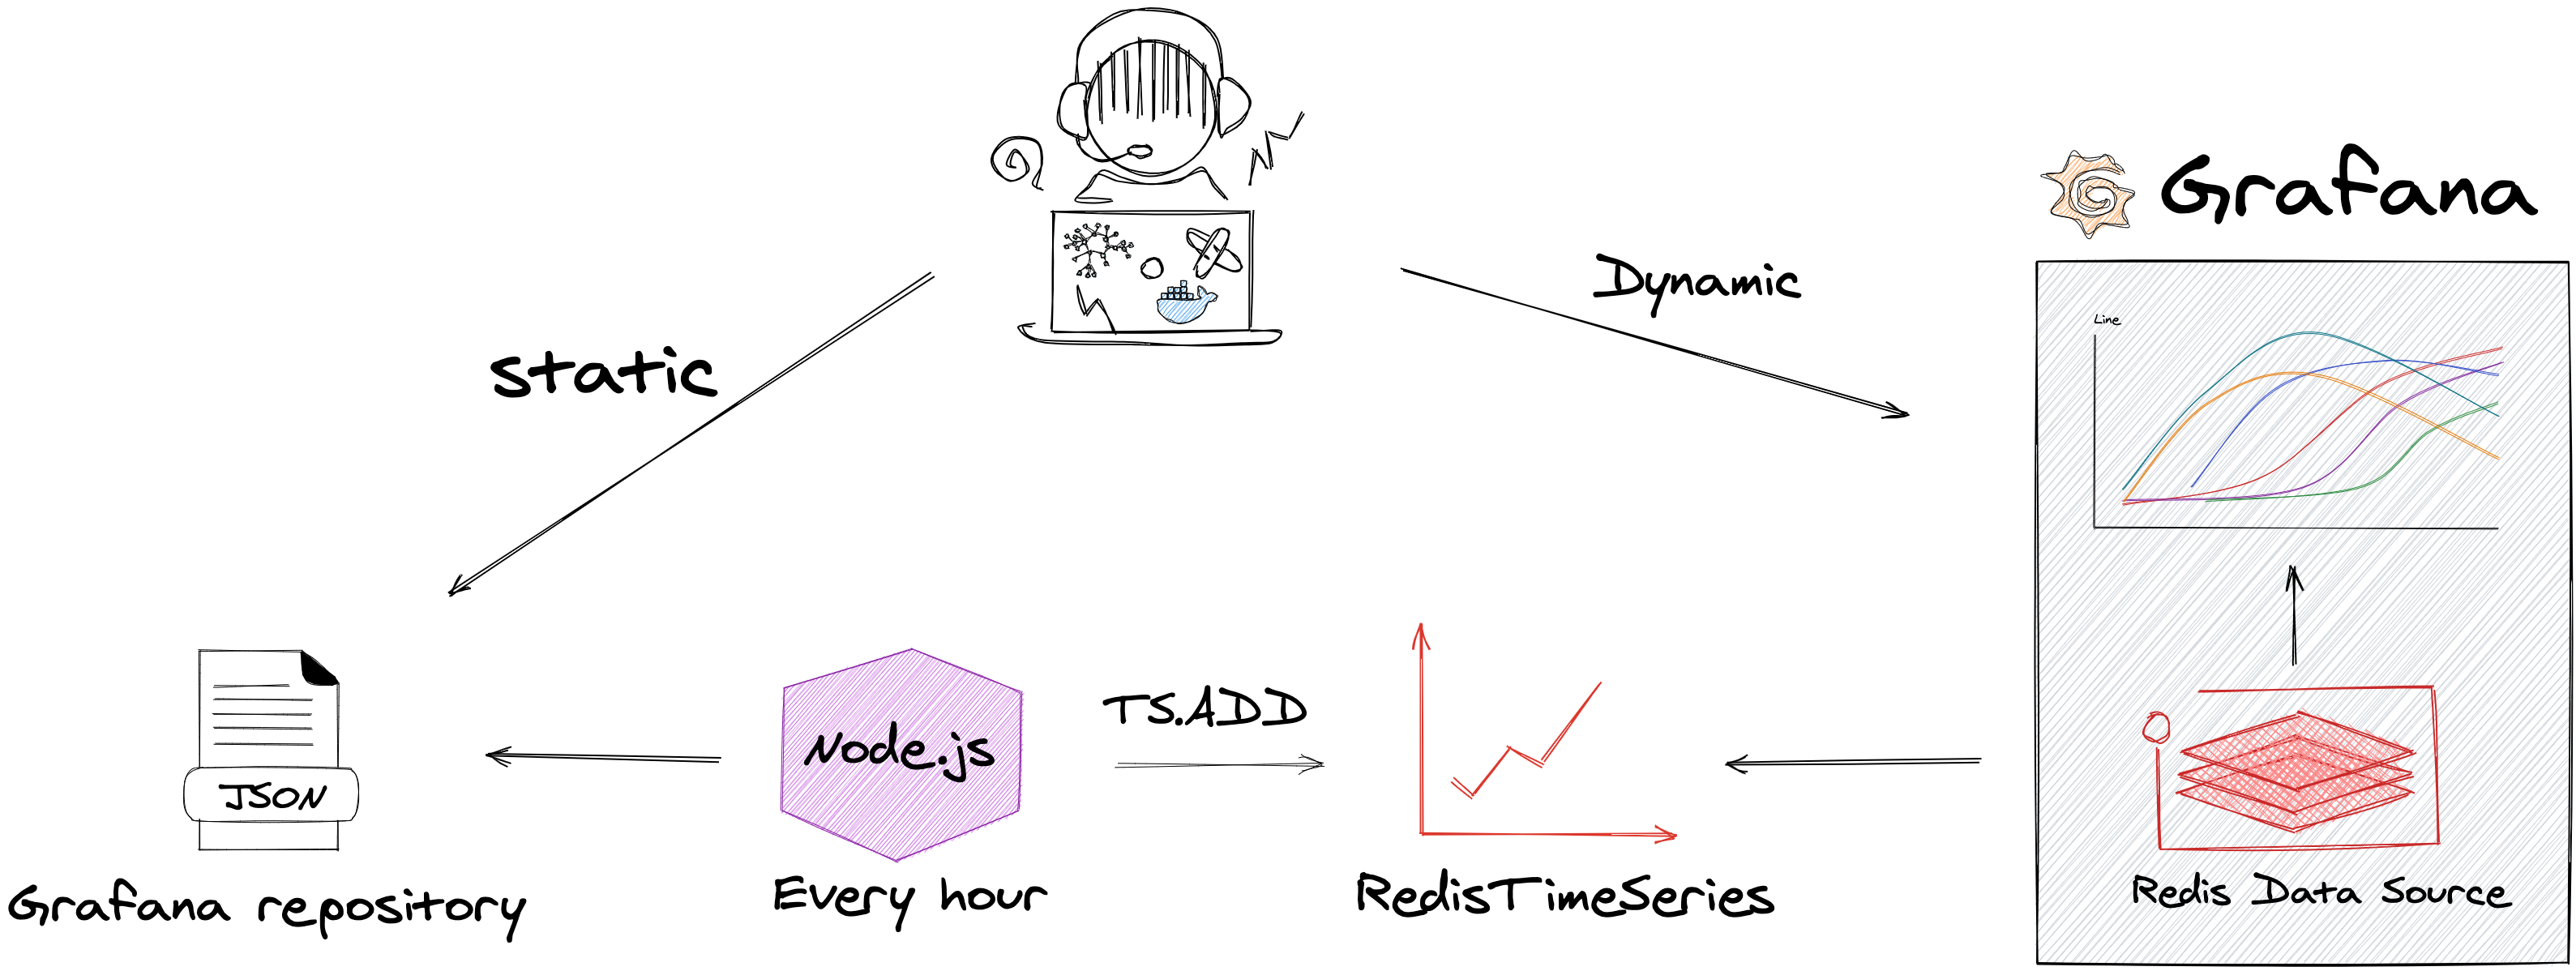 Grafana
Dynamic
Line
static
TS.ADD
Node.js
JSON
Grafana repository
Every hour
RedisTimeSeries
Redis Data Source